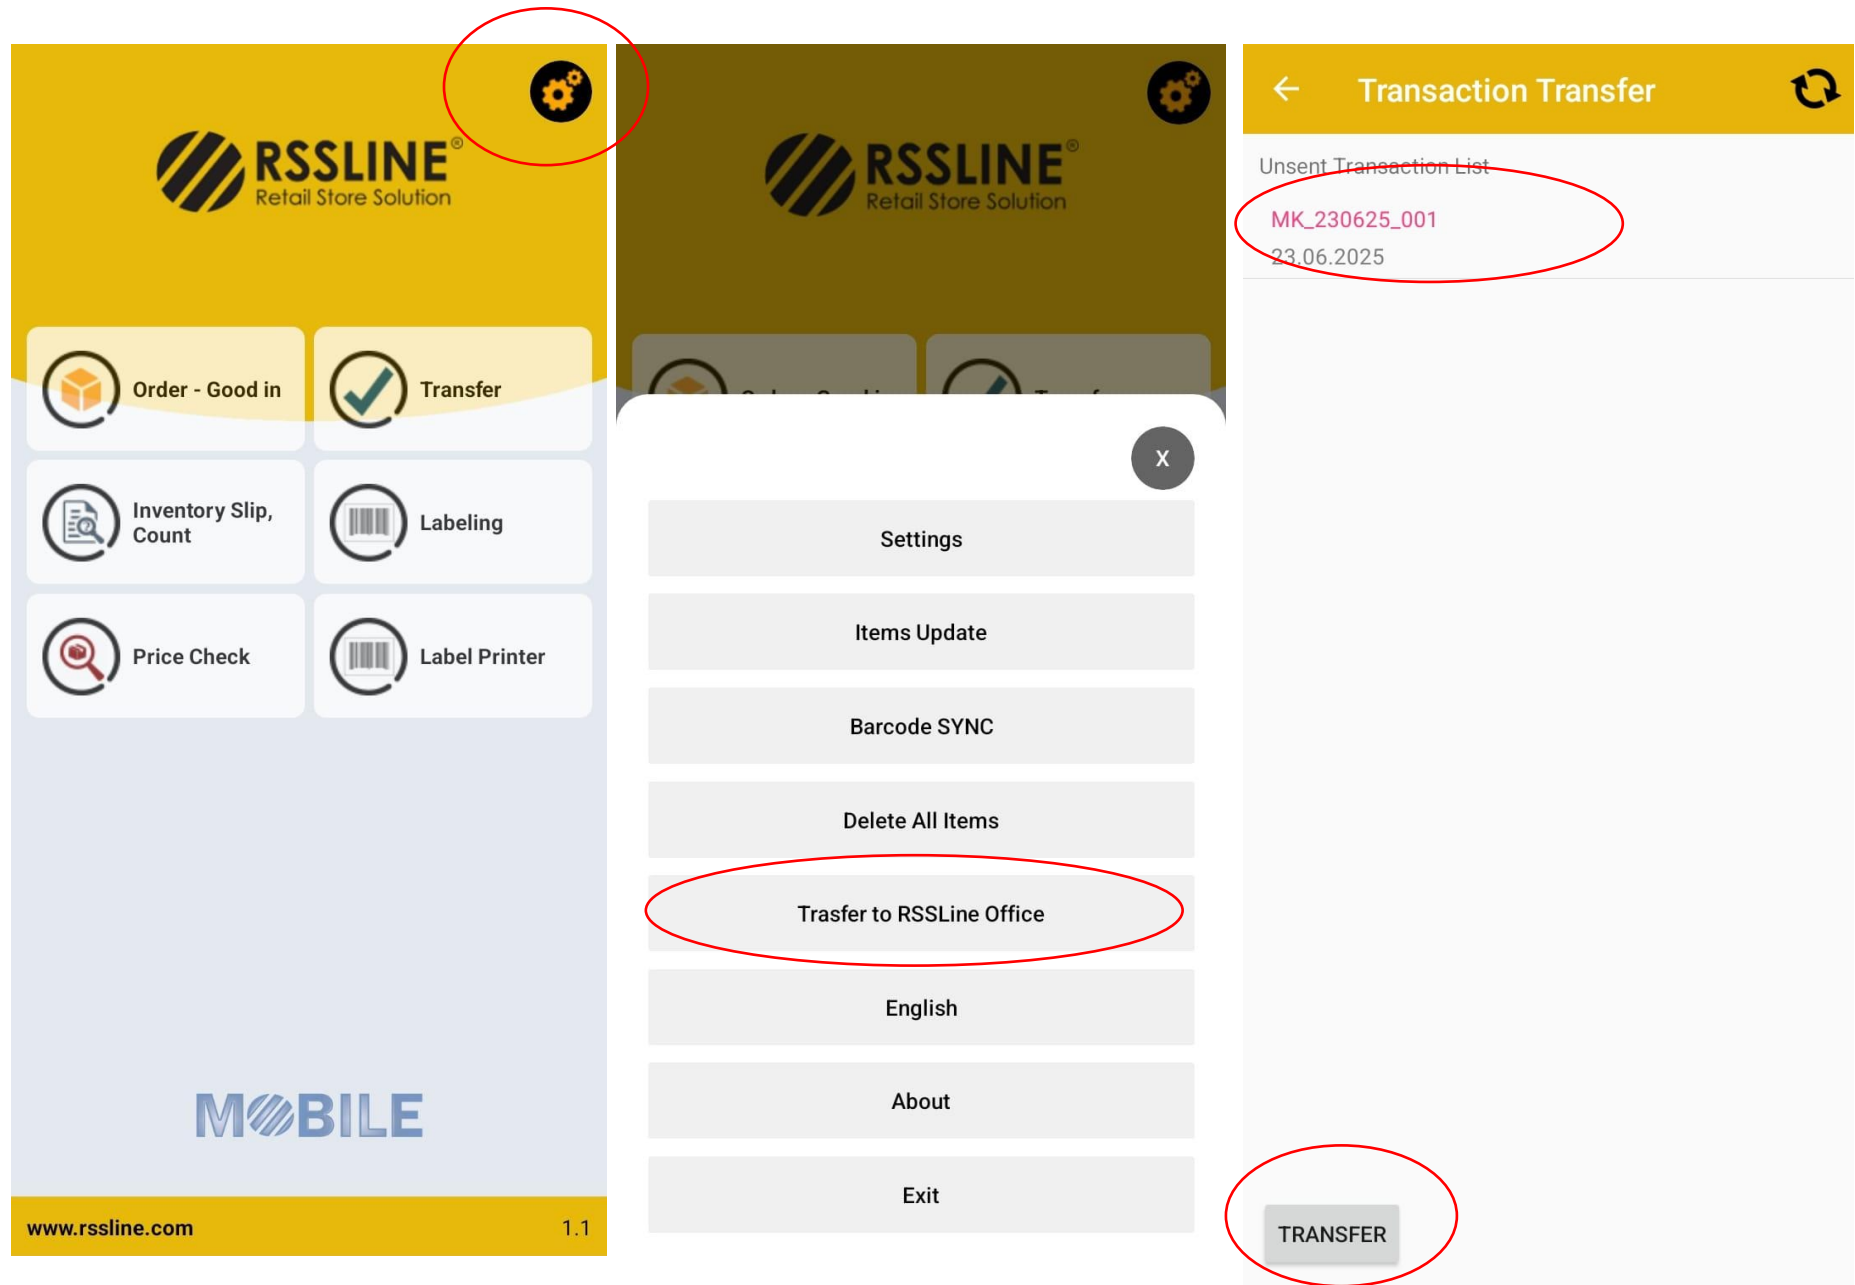 RSSLINE®
Retail Store Solution
Order - Good in
Transfer
Inventory Slip,
Count
Labeling
Price Check
Label Printer
MOBILE
www.rssline.com
1.1
RSSLINE®
Retail Store Solution
X
Settings
Items Update
Barcode SYNC
Delete All Items
Trasfer to RSSLine Office
English
About
Exit
Transaction Transfer
Unsent Transaction List
MK_230625_001
23.06.2025
TRANSFER